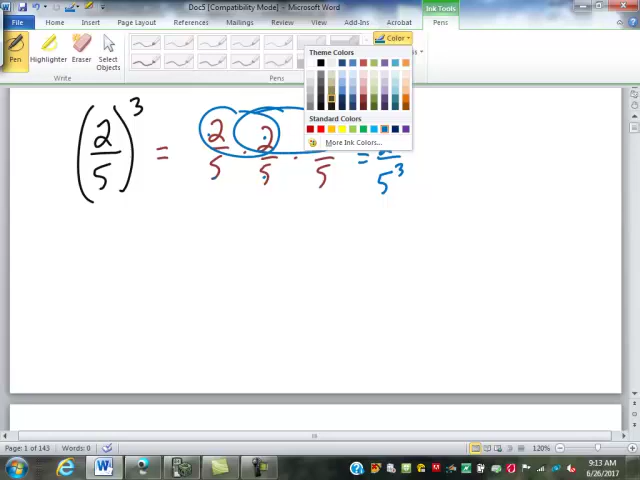 Doc5 [Compatibility Mode] - Microsoft Word
Ink Tools
File Home Insert Page Layout References Mailings Review View Add-Ins Acrobat Pens
Pen Highlighter Eraser Select Objects
Color
Write
Pens
Theme Colors
Standard Colors
More Ink Colors...
(2/5)^3 = 2/5 · 2/5 · /5 = /5^3
Page: 1 of 143 Words: 0 120%
9:13 AM
6/26/2017